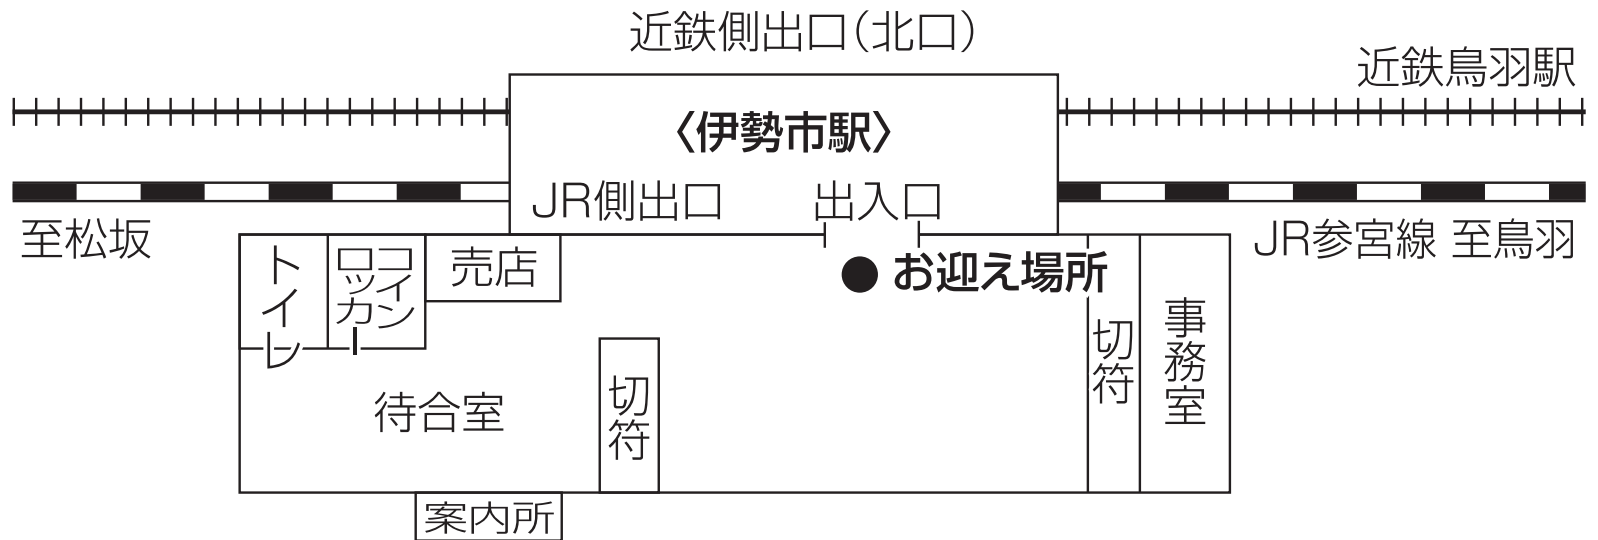 近鉄側出口(北口)
近鉄鳥羽駅
〈伊勢市駅〉
JR側出口
出入口
至松坂
JR参宮線 至鳥羽
トイレ
コイン
ロッカー
売店
●お迎え場所
切符
事務室
待合室
切符
案内所